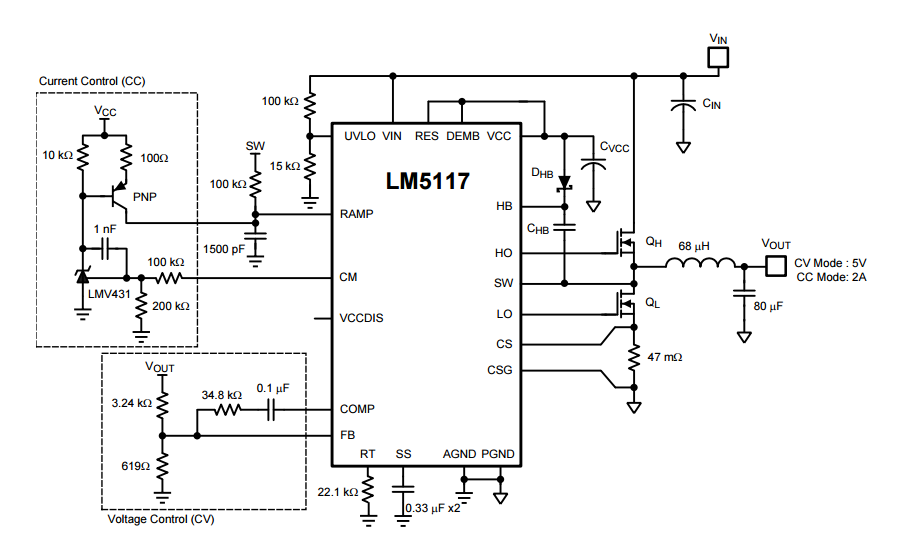 Current Control (CC)
VCC
10 kΩ
100Ω
PNP
1 nF
LMV431
100 kΩ
200 kΩ
SW
100 kΩ
1500 pF
100 kΩ
15 kΩ
VIN
CIN
UVLO VIN RES DEMB VCC
LM5117
RAMP
CM
VCCDIS
COMP
FB
RT SS AGND PGND
HB
HO
SW
LO
CS
CSG
CVCC
DHB
CHB
QH
QL
68 μH
VOUT
CV Mode : 5V
CC Mode: 2A
80 μF
47 mΩ
VOUT
3.24 kΩ
34.8 kΩ
0.1 μF
619Ω
Voltage Control (CV)
22.1 kΩ
0.33 μF x2